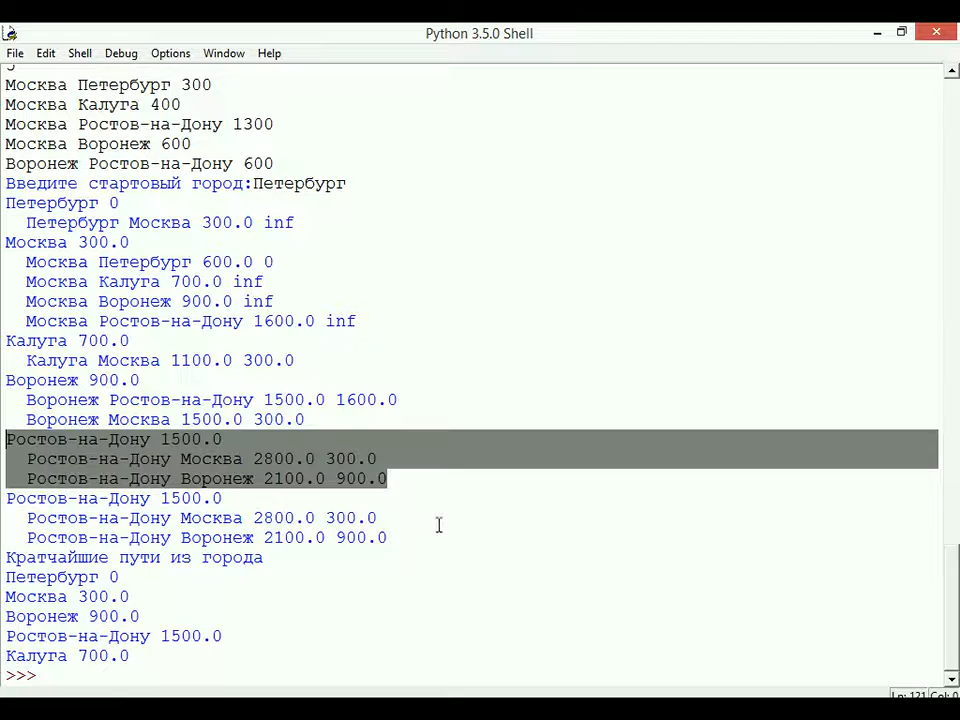 Python 3.5.0 Shell
File Edit Shell Debug Options Window Help
Москва Петербург 300
Москва Калуга 400
Москва Ростов-на-Дону 1300
Москва Воронеж 600
Воронеж Ростов-на-Дону 600
Введите стартовый город:Петербург
Петербург 0
Петербург Москва 300.0 inf
Москва 300.0
Москва Петербург 600.0 0
Москва Калуга 700.0 inf
Москва Воронеж 900.0 inf
Москва Ростов-на-Дону 1600.0 inf
Калуга 700.0
Калуга Москва 1100.0 300.0
Воронеж 900.0
Воронеж Ростов-на-Дону 1500.0 1600.0
Воронеж Москва 1500.0 300.0
Ростов-на-Дону 1500.0
Ростов-на-Дону Москва 2800.0 300.0
Ростов-на-Дону Воронеж 2100.0 900.0
Ростов-на-Дону 1500.0
Ростов-на-Дону Москва 2800.0 300.0
Ростов-на-Дону Воронеж 2100.0 900.0
Кратчайшие пути из города
Петербург 0
Москва 300.0
Воронеж 900.0
Ростов-на-Дону 1500.0
Калуга 700.0
>>>
Ln: 121 Col: 0